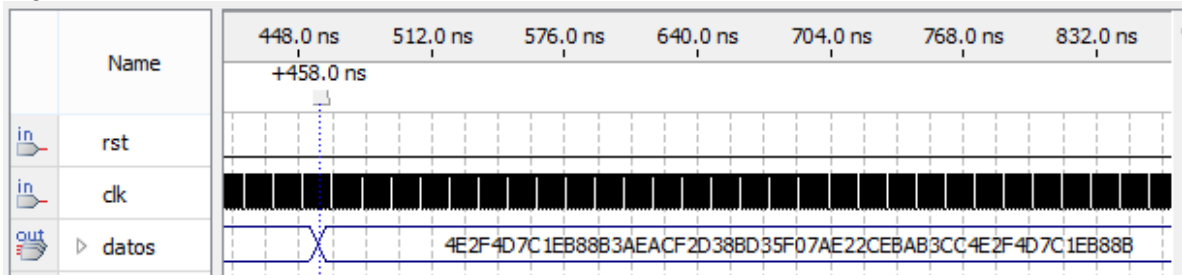 448.0 ns 512.0 ns 576.0 ns 640.0 ns 704.0 ns 768.0 ns 832.0 ns
Name
+458.0 ns
in rst
in clk
out datos 4E2F4D7C1EB88B3AEACF2D38BD35F07AE22CEBAB3CC4E2F4D7C1EB88B